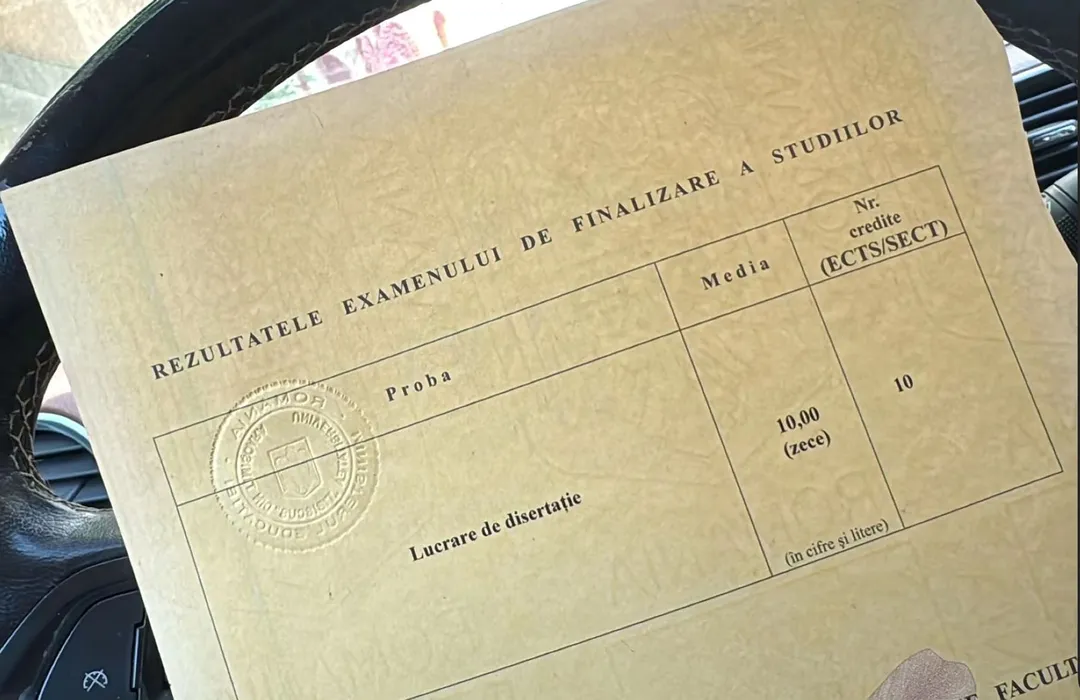 REZULTATELE EXAMENULUI DE FINALIZARE A STUDIILOR
Proba
Media
Nr.
credite
(ECTS/SECT)
Lucrare de disertație
10,00
(zece)
(în cifre și litere)
10
FACULT